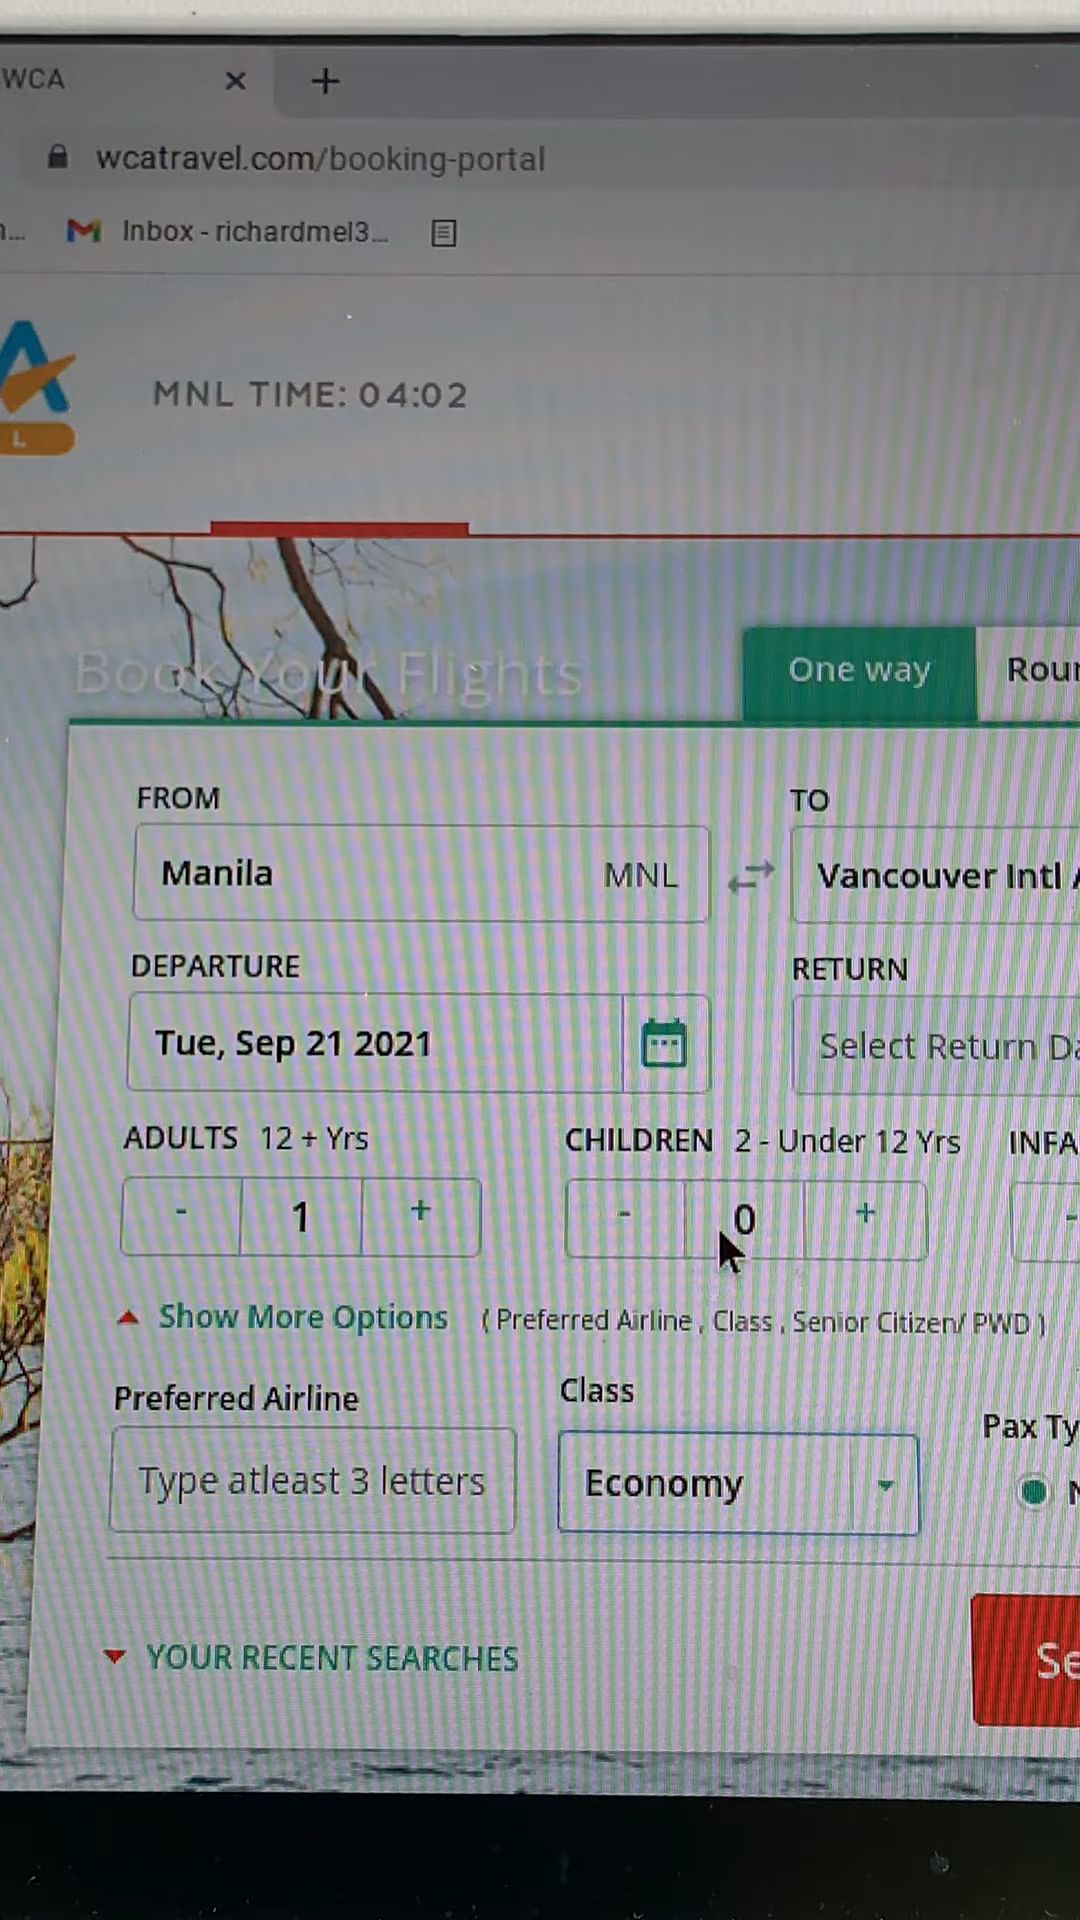 WCA
wcatravel.com/booking-portal
Inbox - richardmel3...
L
MNL TIME: 04:02
Book Your Flights
One way
FROM
TO
Manila MNL
Vancouver Intl
DEPARTURE
RETURN
Tue, Sep 21 2021
Select Return
ADULTS 12 + Yrs
CHILDREN 2 - Under 12 Yrs
- 1 +
- 0 +
-
Show More Options ( Preferred Airline , Class , Senior Citizen/ PWD )
Preferred Airline
Class
Pax
Type atleast 3 letters
Economy
YOUR RECENT SEARCHES